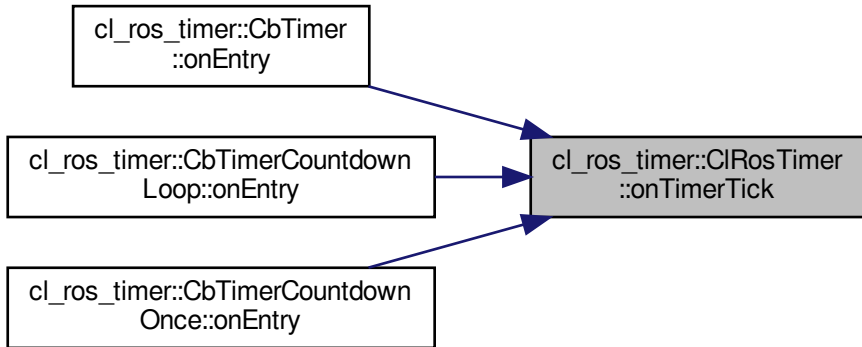 cl_ros_timer::CbTimer
::onEntry
cl_ros_timer::CbTimerCountdown
Loop::onEntry
cl_ros_timer::ClRosTimer
::onTimerTick
cl_ros_timer::CbTimerCountdown
Once::onEntry